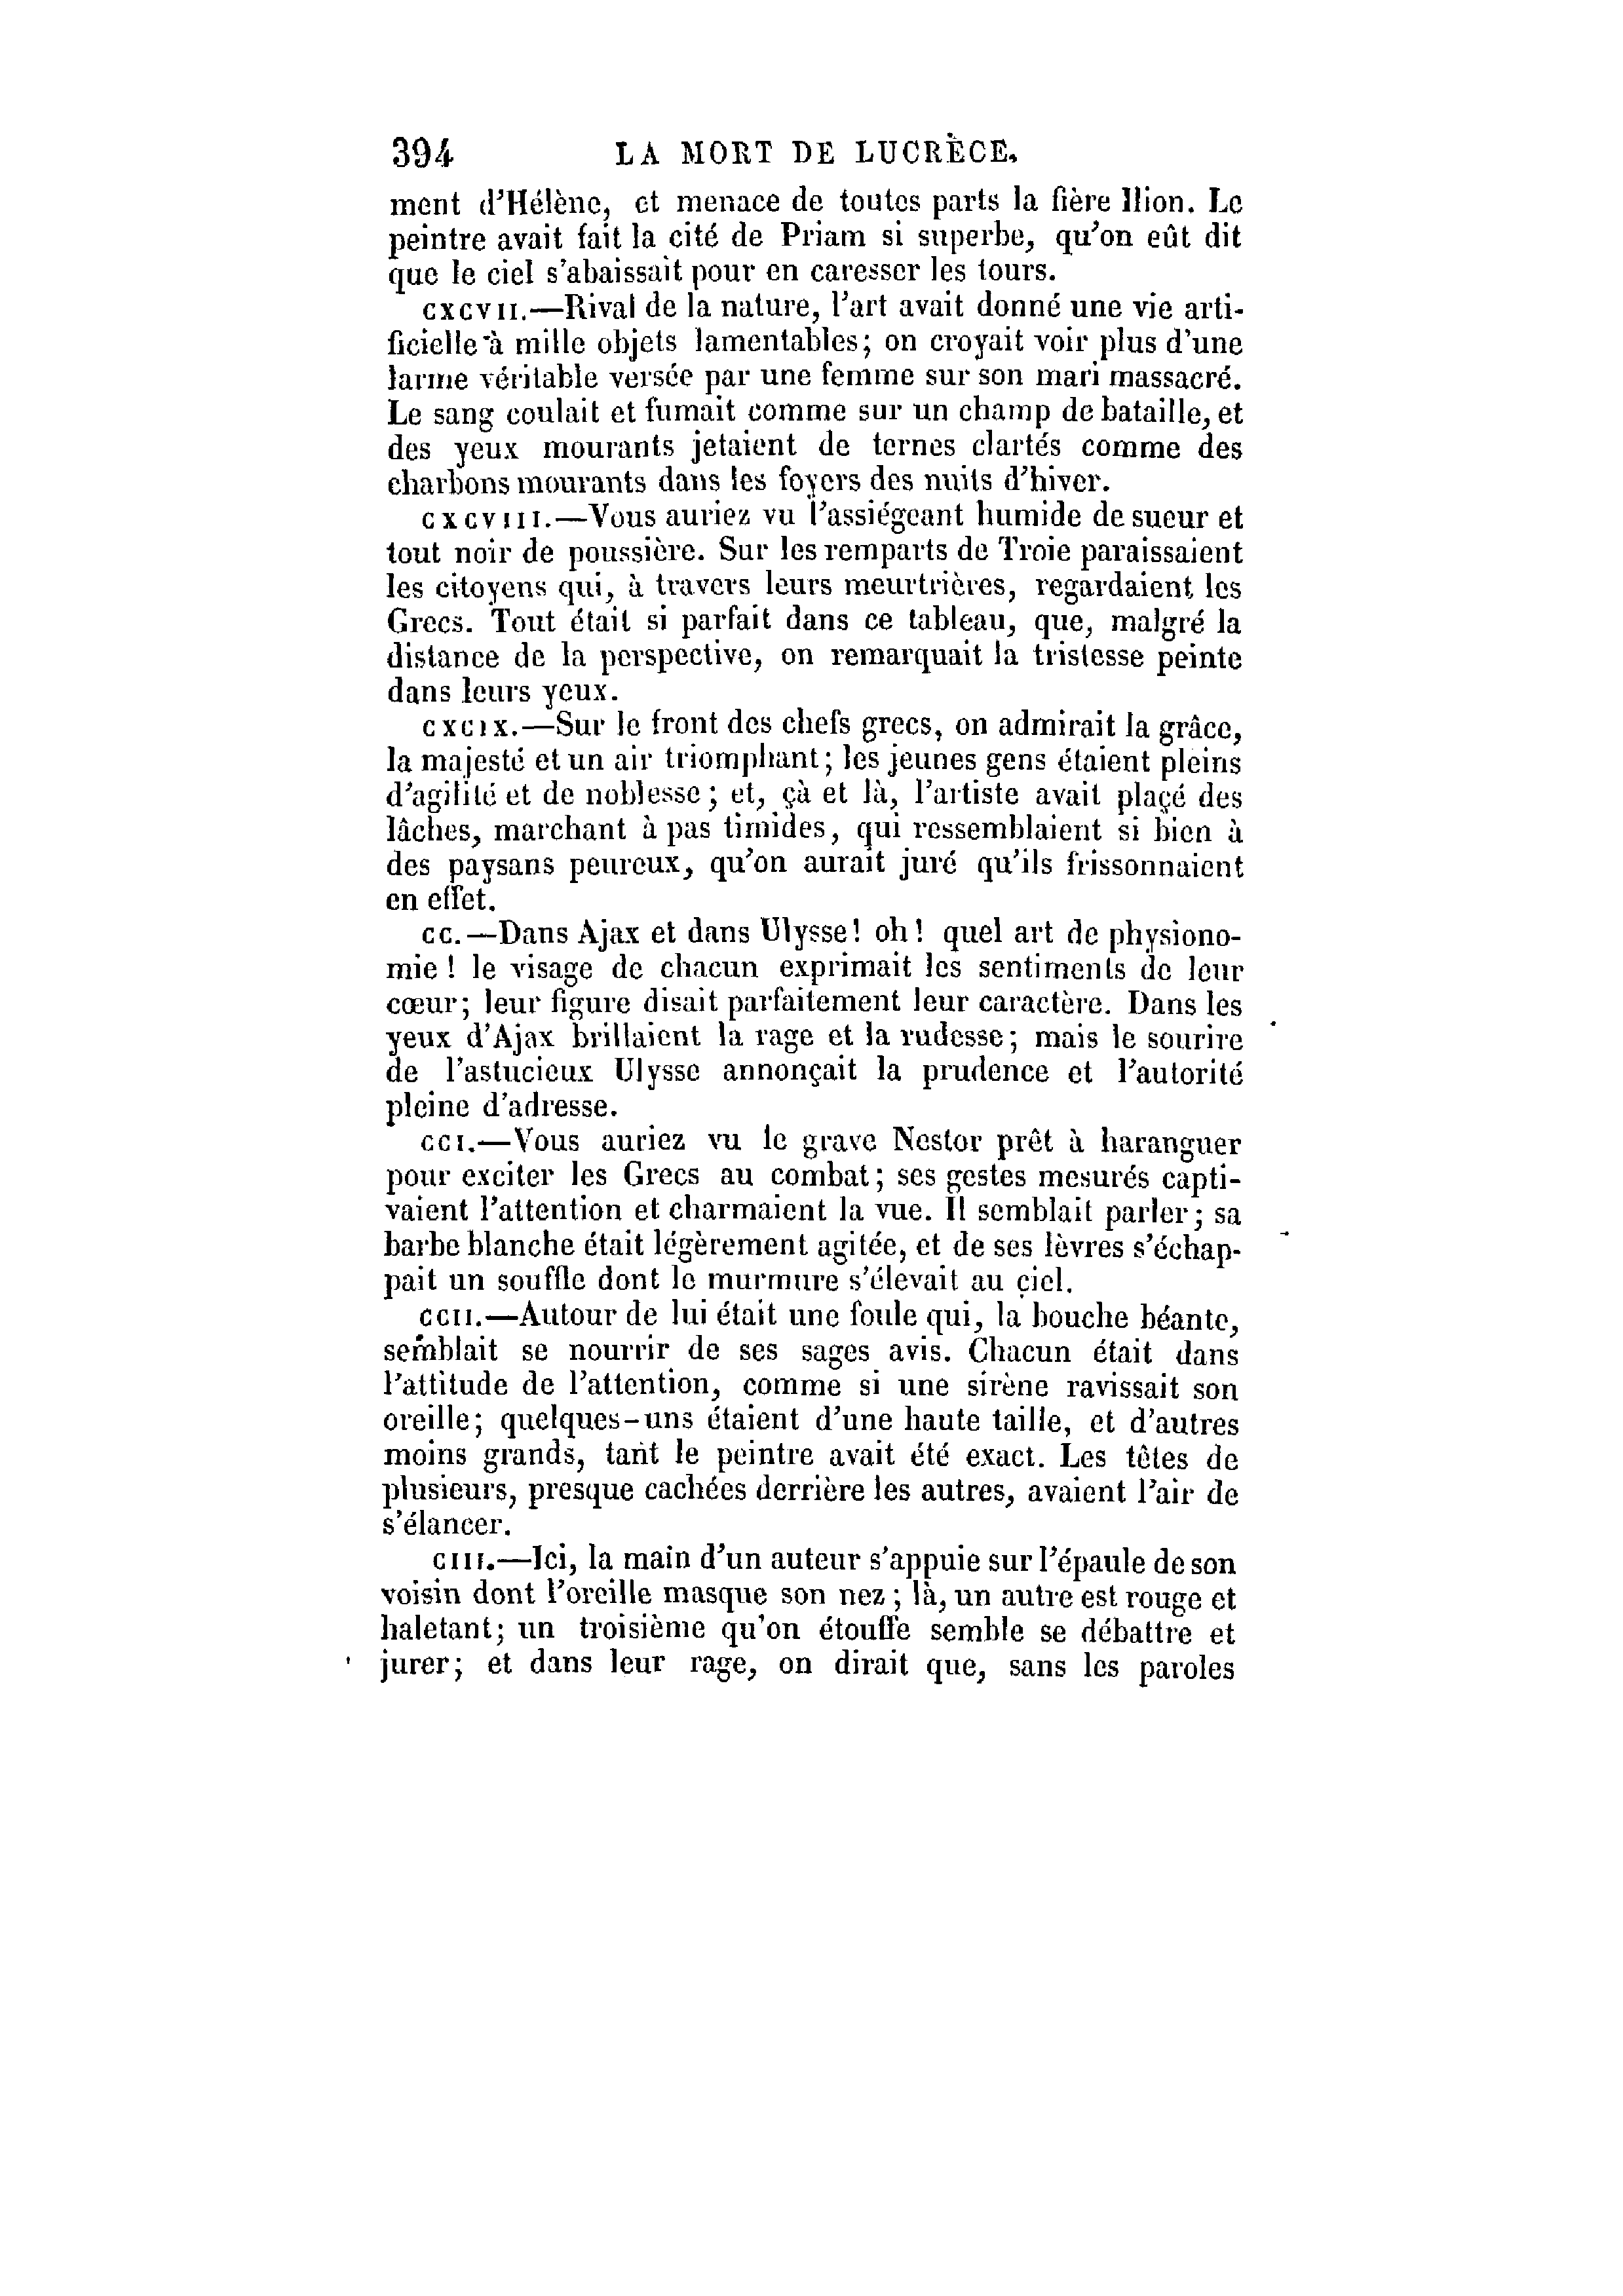 394 LA MORT DE LUCRÈCE.
ment d'Hélène, et menace de toutes parts la fière Ilion. Le
peintre avait fait la cité de Priam si superbe, qu'on eût dit
que le ciel s'abaissait pour en caresser les tours.
CXCVII.—Rival de la nature, l'art avait donné une vie arti-
ficielle à mille objets lamentables; on croyait voir plus d'une
larme véritable versée par une femme sur son mari massacré.
Le sang coulait et fumait comme sur un champ de bataille, et
des yeux mourants jetaient de ternes clartés comme des
charbons mourants dans les foyers des nuits d'hiver.
CXCVIII.—Vous auriez vu l'assiégeant humide de sueur et
tout noir de poussière. Sur les remparts de Troie paraissaient
les citoyens qui, à travers leurs meurtrières, regardaient les
Grecs. Tout était si parfait dans ce tableau, que, malgré la
distance de la perspective, on remarquait la tristesse peinte
dans leurs yeux.
CXCIX.—Sur le front des chefs grecs, on admirait la grâce,
la majesté et un air triomphant; les jeunes gens étaient pleins
d'agilité et de noblesse; et, çà et là, l'artiste avait placé des
lâches, marchant à pas timides, qui ressemblaient si bien à
des paysans peureux, qu'on aurait juré qu'ils frissonnaient
en effet.
CC.—Dans Ajax et dans Ulysse! oh! quel art de physiono-
mie! le visage de chacun exprimait les sentiments de leur
cœur; leur figure disait parfaitement leur caractère. Dans les
yeux d'Ajax brillaient la rage et la rudesse; mais le sourire
de l'astucieux Ulysse annonçait la prudence et l'autorité
pleine d'adresse.
CCI.—Vous auriez vu le grave Nestor prêt à haranguer
pour exciter les Grecs au combat; ses gestes mesurés capti-
vaient l'attention et charmaient la vue. Il semblait parler; sa
barbe blanche était légèrement agitée, et de ses lèvres s'échap-
pait un souffle dont le murmure s'élevait au ciel.
CCII.—Autour de lui était une foule qui, la bouche béante,
semblait se nourrir de ses sages avis. Chacun était dans
l'attitude de l'attention, comme si une sirène ravissait son
oreille; quelques-uns étaient d'une haute taille, et d'autres
moins grands, tant le peintre avait été exact. Les têtes de
plusieurs, presque cachées derrière les autres, avaient l'air de
s'élancer.
CIII.—Ici, la main d'un auteur s'appuie sur l'épaule de son
voisin dont l'oreille masque son nez; là, un autre est rouge et
haletant; un troisième qu'on étouffe semble se débattre et
jurer; et dans leur rage, on dirait que, sans les paroles